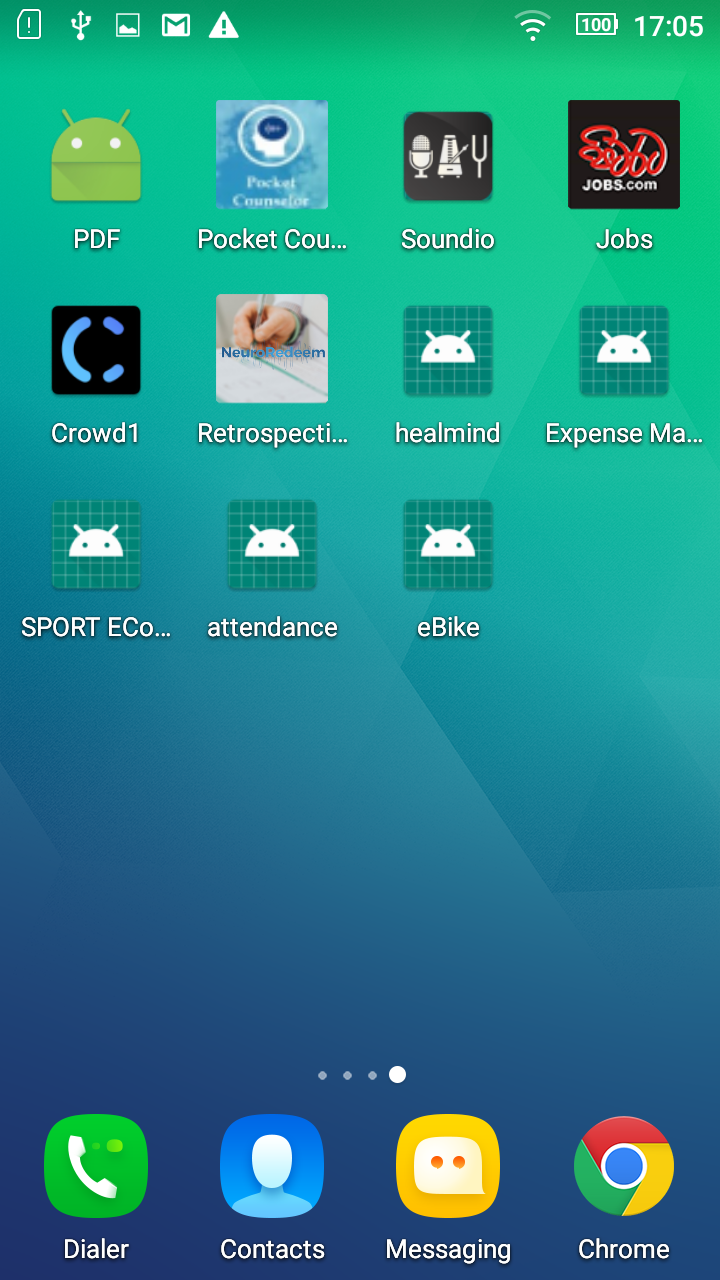 100 17:05
Pocket
Counselor
JOBS.com
PDF
Pocket Cou...
Soundio
Jobs
NeuroRedeem
Crowd1
Retrospecti...
healmind
Expense Ma...
SPORT ECo...
attendance
eBike
Dialer
Contacts
Messaging
Chrome